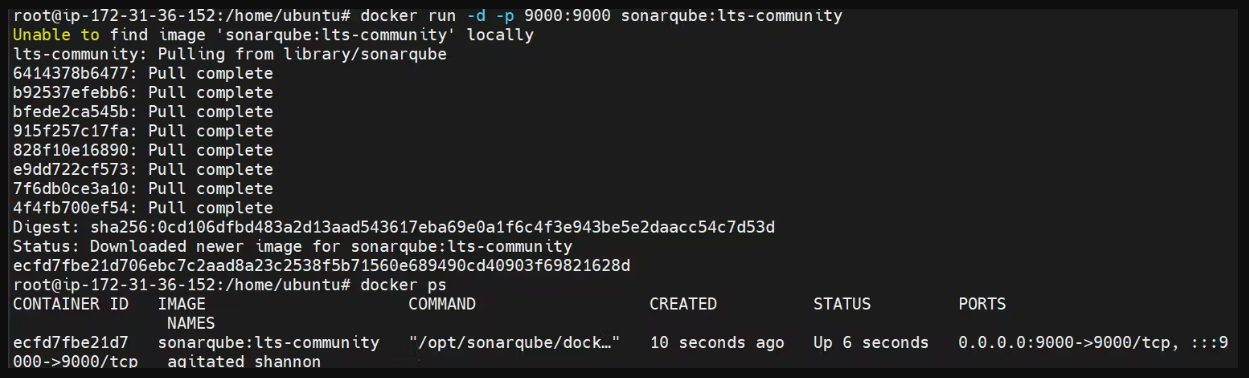 root@ip-172-31-36-152:/home/ubuntu# docker run -d -p 9000:9000 sonarqube:lts-community
Unable to find image 'sonarqube:lts-community' locally
lts-community: Pulling from library/sonarqube
6414378b6477: Pull complete
b92537efebb6: Pull complete
bfede2ca545b: Pull complete
915f257c17fa: Pull complete
828f10e16890: Pull complete
e9dd722cf573: Pull complete
7f6db0ce3a10: Pull complete
4f4fb700ef54: Pull complete
Digest: sha256:0cd106dfbd483a2d13aad543617eba69e0a1f6c4f3e943be5e2daacc54c7d53d
Status: Downloaded newer image for sonarqube:lts-community
ecfd7fbe21d706ebc7c2aad8a23c2538f5b71560e689490cd40903f69821628d
root@ip-172-31-36-152:/home/ubuntu# docker ps
CONTAINER ID   IMAGE                     COMMAND                  CREATED          STATUS         PORTS
                NAMES
ecfd7fbe21d7   sonarqube:lts-community   "/opt/sonarqube/dock…"   10 seconds ago   Up 6 seconds   0.0.0.0:9000->9000/tcp, :::9
000->9000/tcp   agitated_shannon